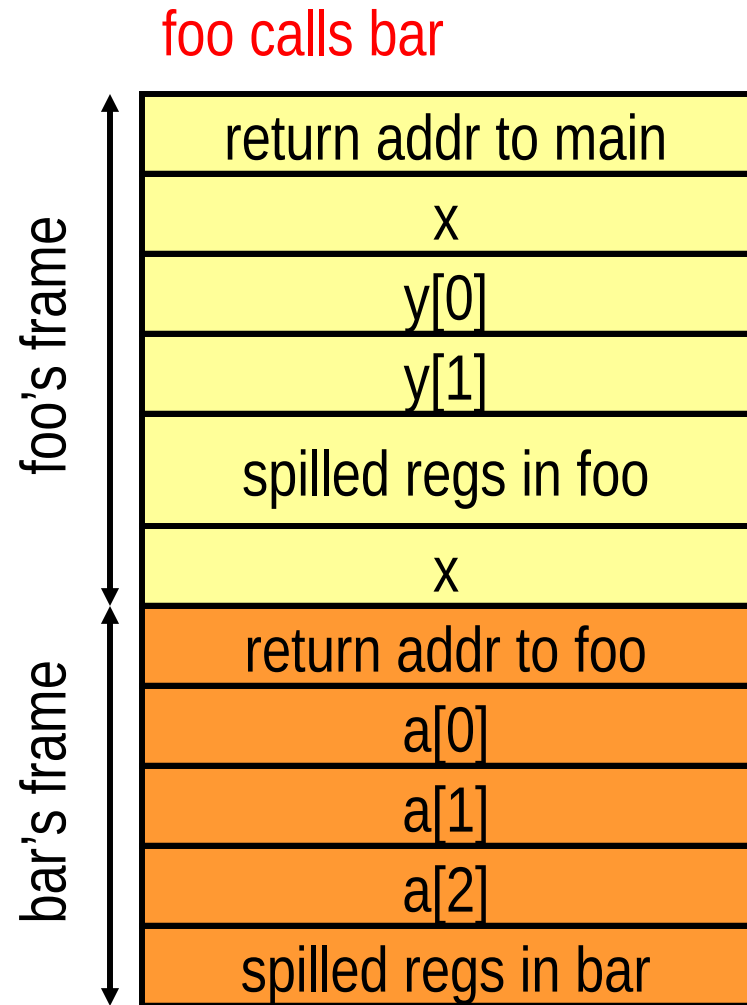 foo calls bar
foo’s frame
return addr to main
x
y[0]
y[1]
spilled regs in foo
x
bar’s frame
return addr to foo
a[0]
a[1]
a[2]
spilled regs in bar